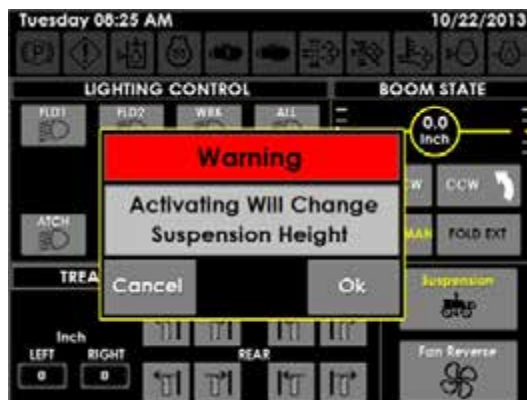 Tuesday 08:25 AM 10/22/2013
(P)
LIGHTING CONTROL
BOOM STATE
FLD1 FLD2 WRK ALL
0.0
Inch
Warning
Activating Will Change
Suspension Height
CW CCW
ATCH
MAN FOLD EXT
Cancel Ok
TREA
Suspension
Inch
LEFT RIGHT REAR
Fan Reverse
0 0